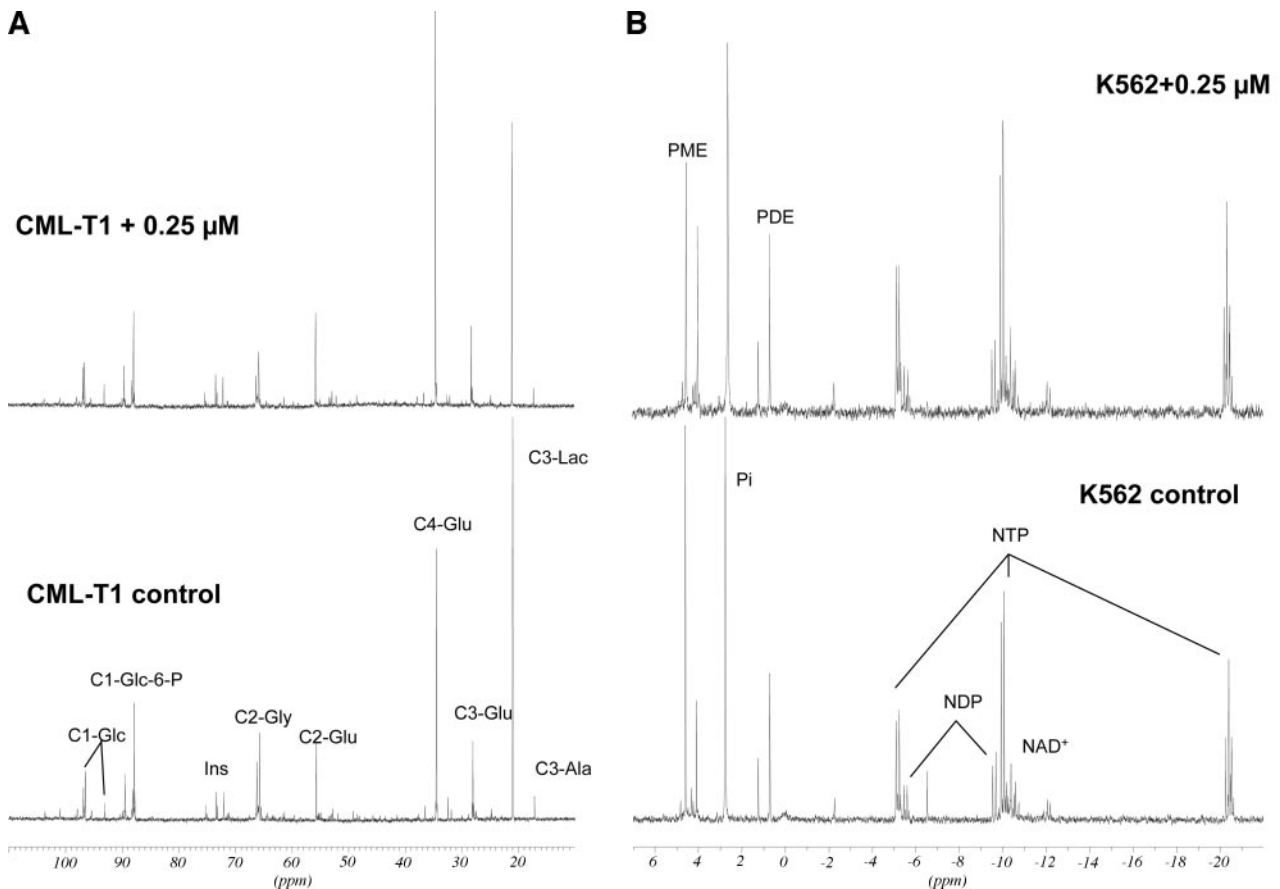 A
CML-T1 + 0.25 µM
C3-Lac
C4-Glu
CML-T1 control
C1-Glc-6-P
C1-Glc
C2-Gly
C2-Glu
C3-Glu
Ins
C3-Ala
100 90 80 70 60 50 40 30 20
(ppm)
B
K562+0.25 µM
PME
PDE
Pi
K562 control
NTP
NDP
NAD⁺
6 4 2 0 -2 -4 -6 -8 -10 -12 -14 -16 -18 -20
(ppm)